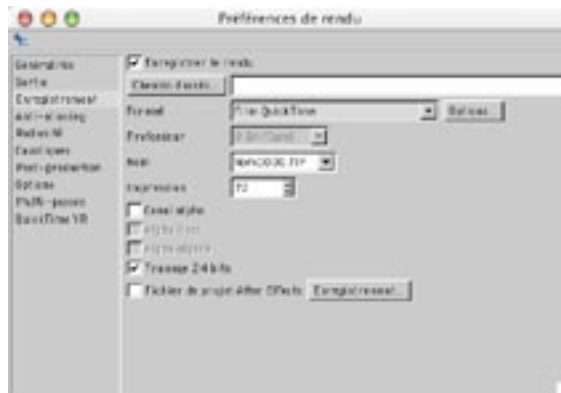 Préférences de rendu
Généralités
Sortie
Enregistrement
Anti-aliasing
Radiosité
Caustiques
Post-production
Options
Multi-passes
QuickTime VR
Enregistrer le rendu
Chemin d'accès...
Format
Film QuickTime
Options...
Profondeur
Nom
Impression
72
Canal alpha
Tramage 24 bits
Fichier de projet After Effects
Enregistrement...